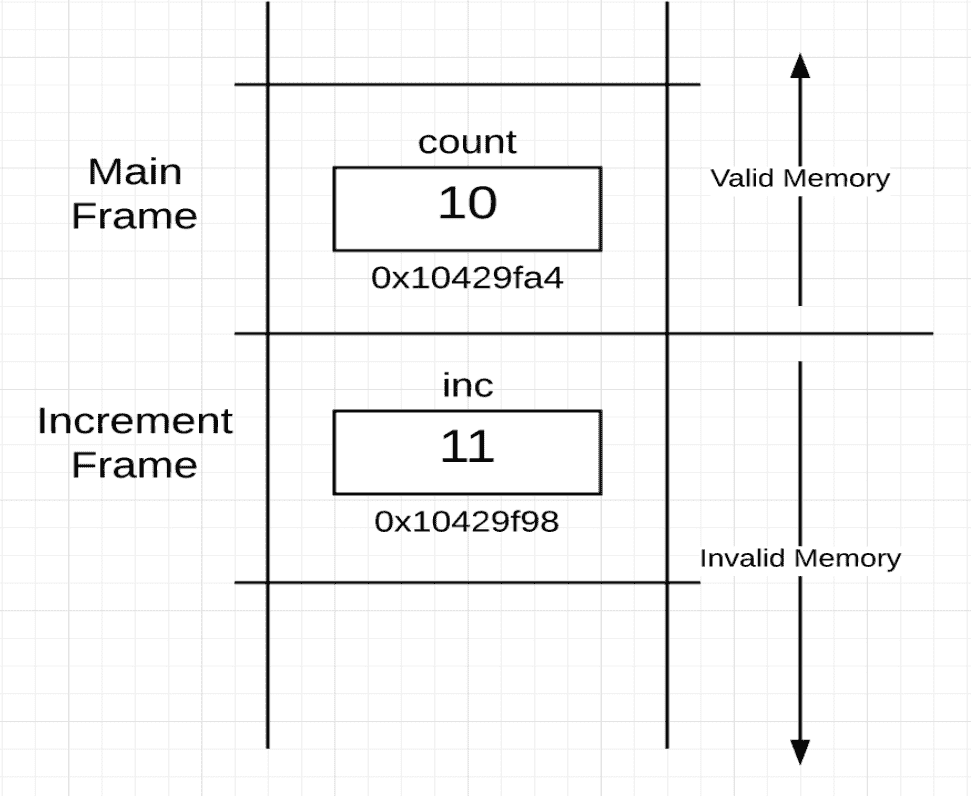 count
Main
Frame
10
Valid Memory
0x10429fa4
inc
Increment
Frame
11
0x10429f98
Invalid Memory